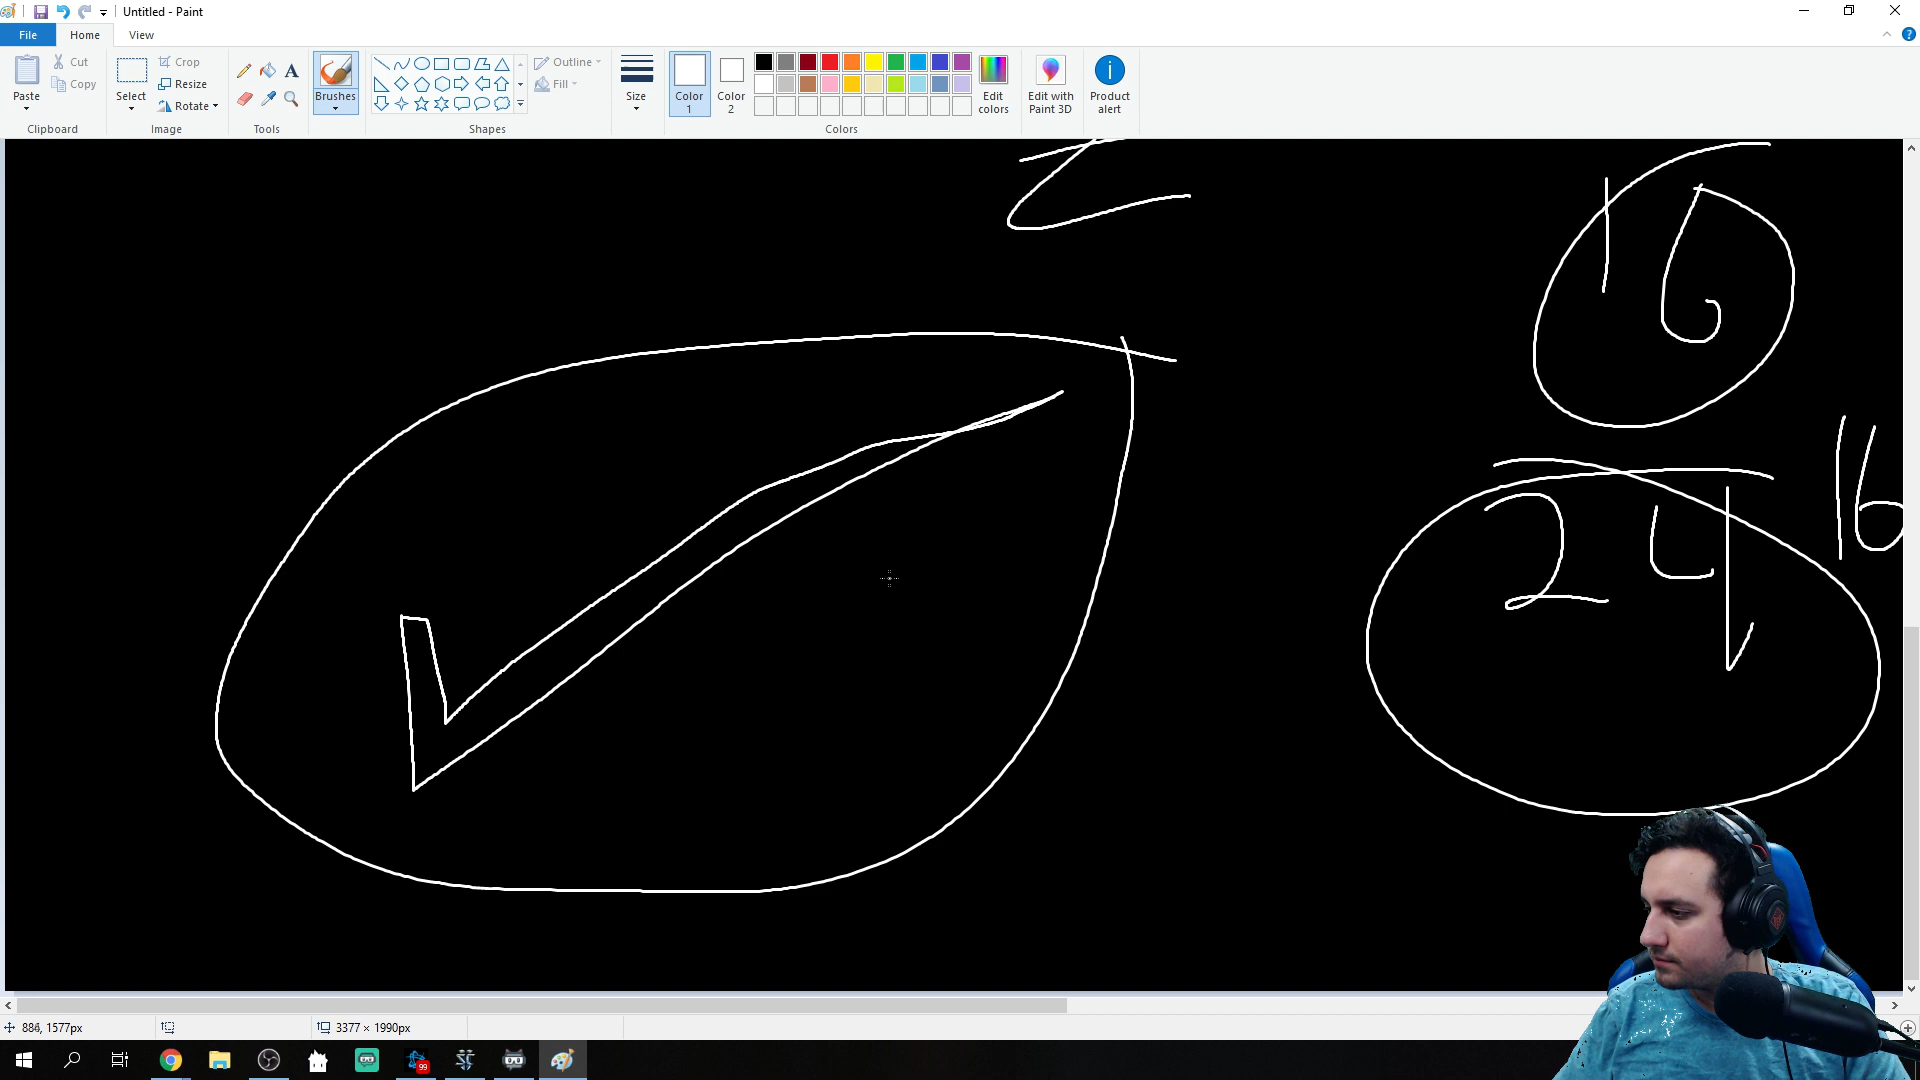 Untitled - Paint
File Home View
Paste
Cut
Copy
Clipboard
Select
Crop
Resize
Rotate
Image
Tools
Brushes
Shapes
Outline
Fill
Size
Color 1
Color 2
Colors
Edit colors
Edit with Paint 3D
Product alert
16
16
24
886, 1577px
3377 × 1990px
99